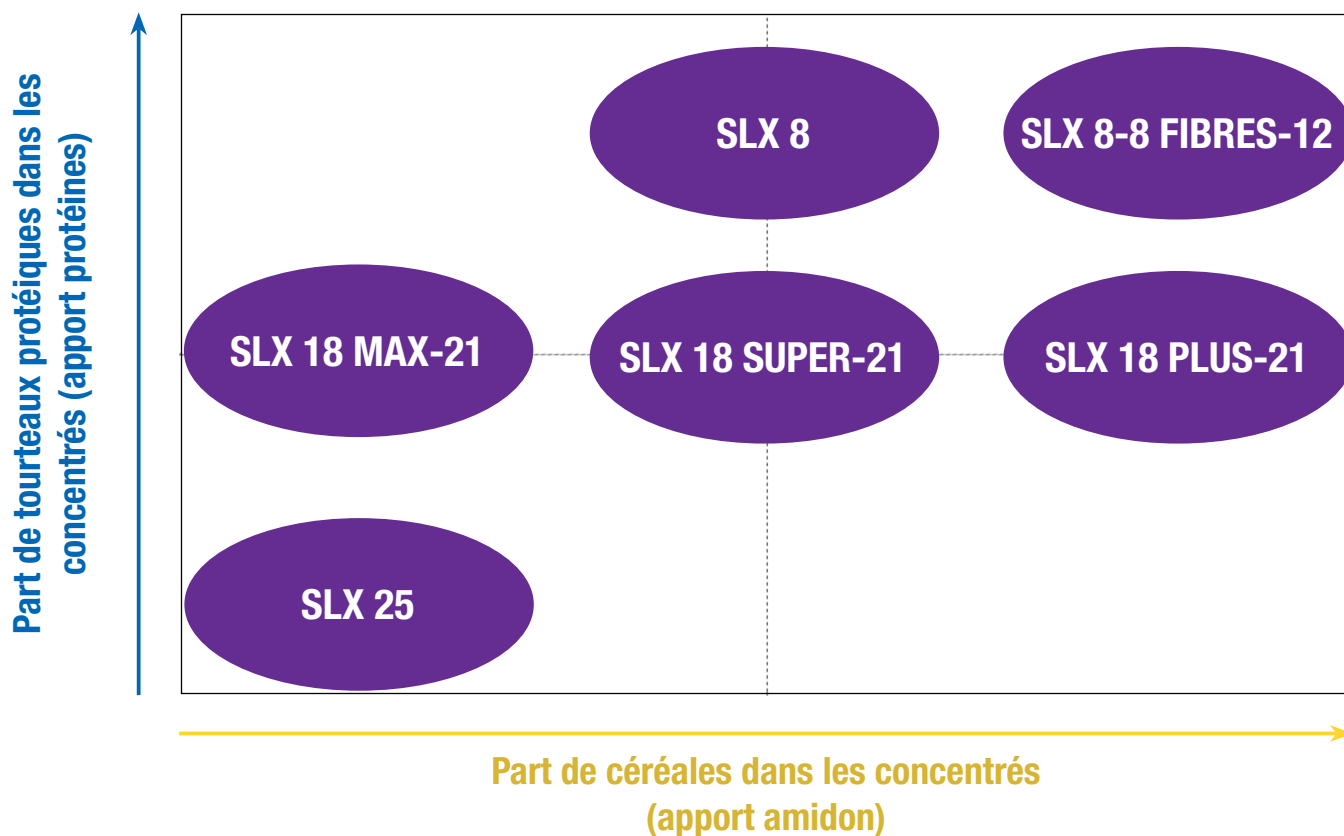 Part de tourteaux protéiques dans les
concentrés (apport protéines)
SLX 8
SLX 8-8 FIBRES-12
SLX 18 MAX-21
SLX 18 SUPER-21
SLX 18 PLUS-21
SLX 25
Part de céréales dans les concentrés
(apport amidon)